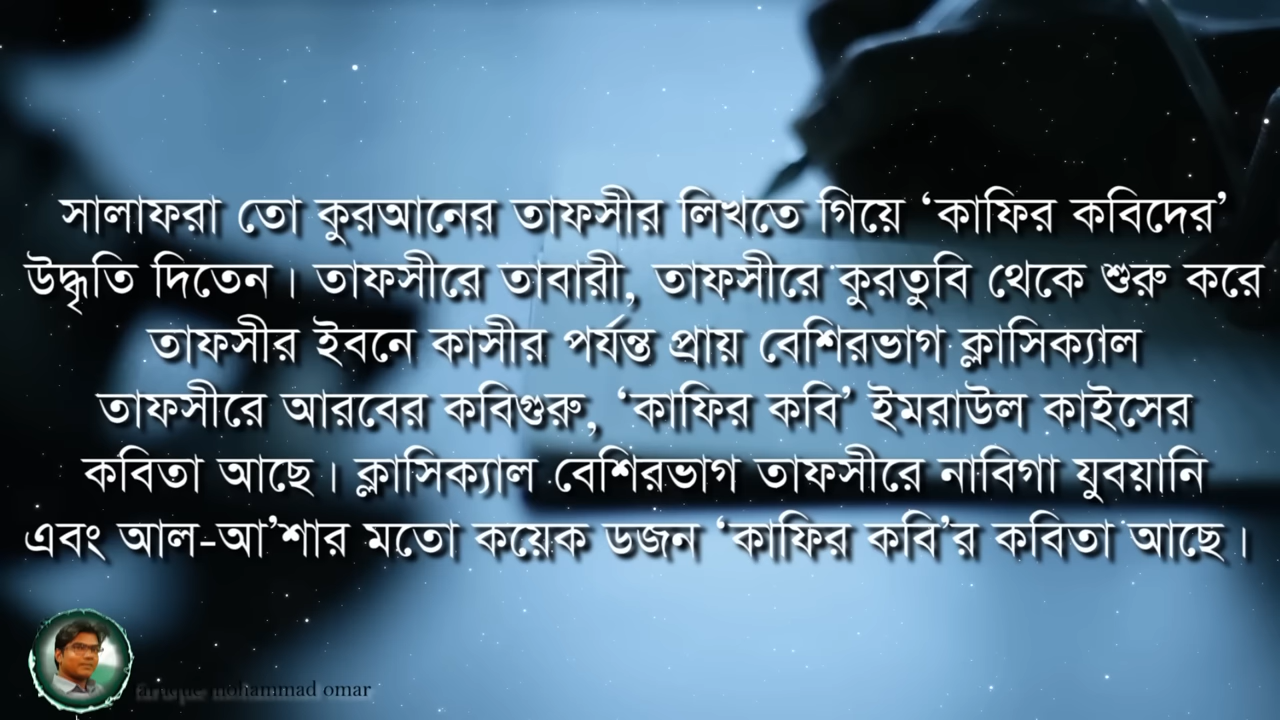 সালাফরা তো কুরআনের তাফসীর লিখতে গিয়ে ‘কাফির কবিদের’
উদ্ধৃতি দিতেন। তাফসীরে তাবারী, তাফসীরে কুরতুবি থেকে শুরু করে
তাফসীর ইবনে কাসীর পর্যন্ত প্রায় বেশিরভাগ ক্লাসিক্যাল
তাফসীরে আরবের কবিগুরু, ‘কাফির কবি’ ইমরাউল কাইসের
কবিতা আছে। ক্লাসিক্যাল বেশিরভাগ তাফসীরে নাবিগা যুবয়ানি
এবং আল-আ’শার মতো কয়েক ডজন ‘কাফির কবি’র কবিতা আছে।
mohammad omar